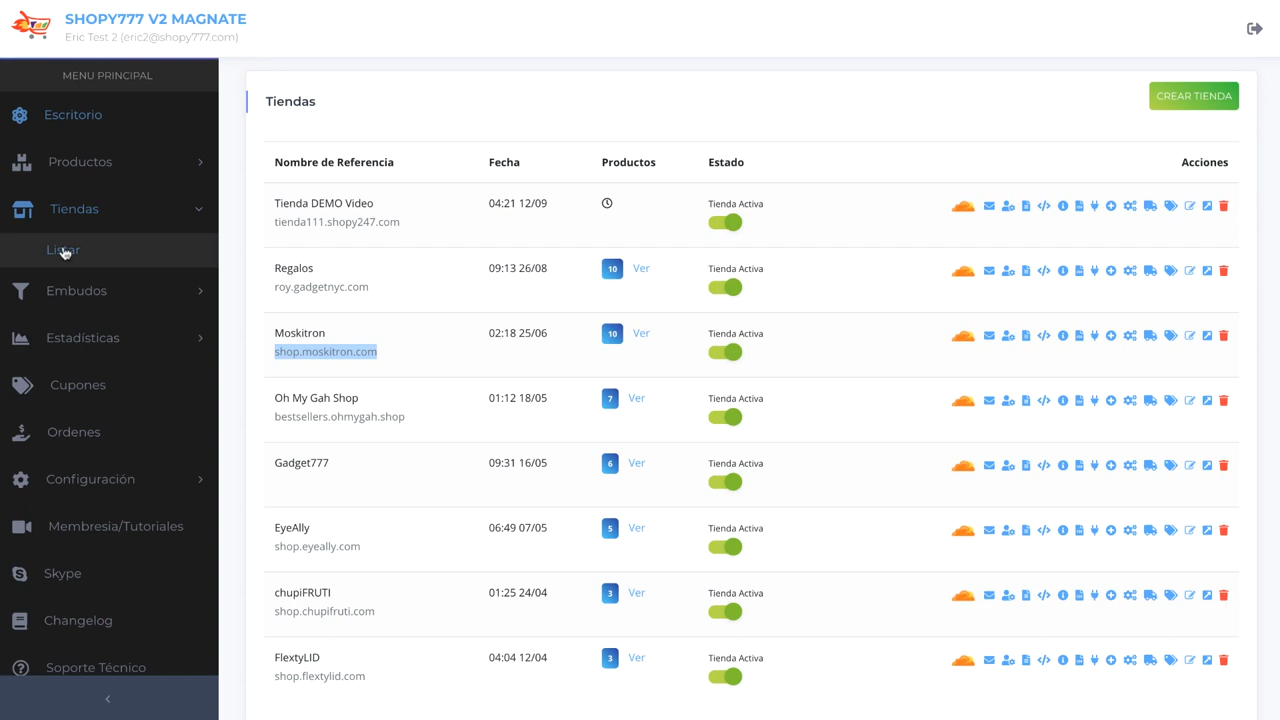 SHOPY777 V2 MAGNATE
Eric Test 2 (eric2@shopy777.com)
MENU PRINCIPAL
Escritorio
Productos
Tiendas
Listar
Embudos
Estadísticas
Cupones
Ordenes
Configuración
Membresia/Tutoriales
Skype
Changelog
Soporte Técnico
Tiendas
CREAR TIENDA
Nombre de Referencia Fecha Productos Estado Acciones
Tienda DEMO Video 04:21 12/09 Tienda Activa
tienda111.shopy247.com
Regalos 09:13 26/08 10 Ver Tienda Activa
roy.gadgetnyc.com
Moskitron 02:18 25/06 10 Ver Tienda Activa
shop.moskitron.com
Oh My Gah Shop 01:12 18/05 7 Ver Tienda Activa
bestsellers.ohmygah.shop
Gadget777 09:31 16/05 6 Ver Tienda Activa
EyeAlly 06:49 07/05 5 Ver Tienda Activa
shop.eyeally.com
chupiFRUTI 01:25 24/04 3 Ver Tienda Activa
shop.chupifruti.com
FlextyLID 04:04 12/04 3 Ver Tienda Activa
shop.flextylid.com